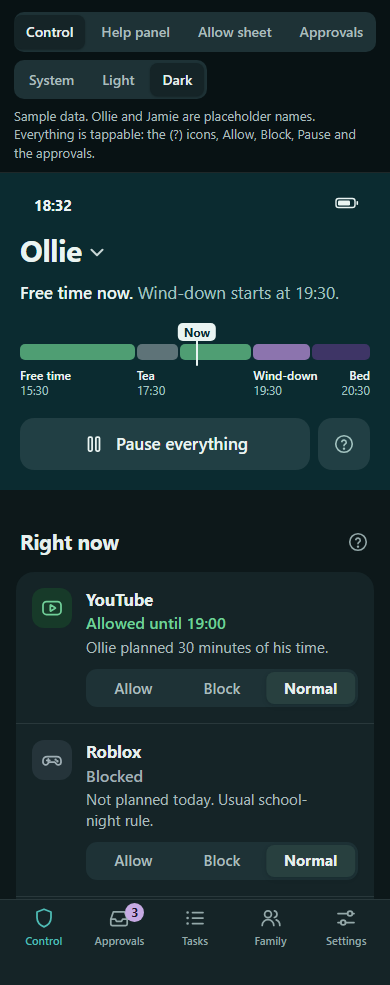 Control Help panel Allow sheet Approvals
System Light Dark
Sample data. Ollie and Jamie are placeholder names.
Everything is tappable: the (?) icons, Allow, Block, Pause and
the approvals.
18:32
Ollie
Free time now. Wind-down starts at 19:30.
Now
Free time Tea Wind-down Bed
15:30 17:30 19:30 20:30
Pause everything
Right now
YouTube
Allowed until 19:00
Ollie planned 30 minutes of his time.
Allow Block Normal
Roblox
Blocked
Not planned today. Usual school-
night rule.
Allow Block Normal
3
Control Approvals Tasks Family Settings